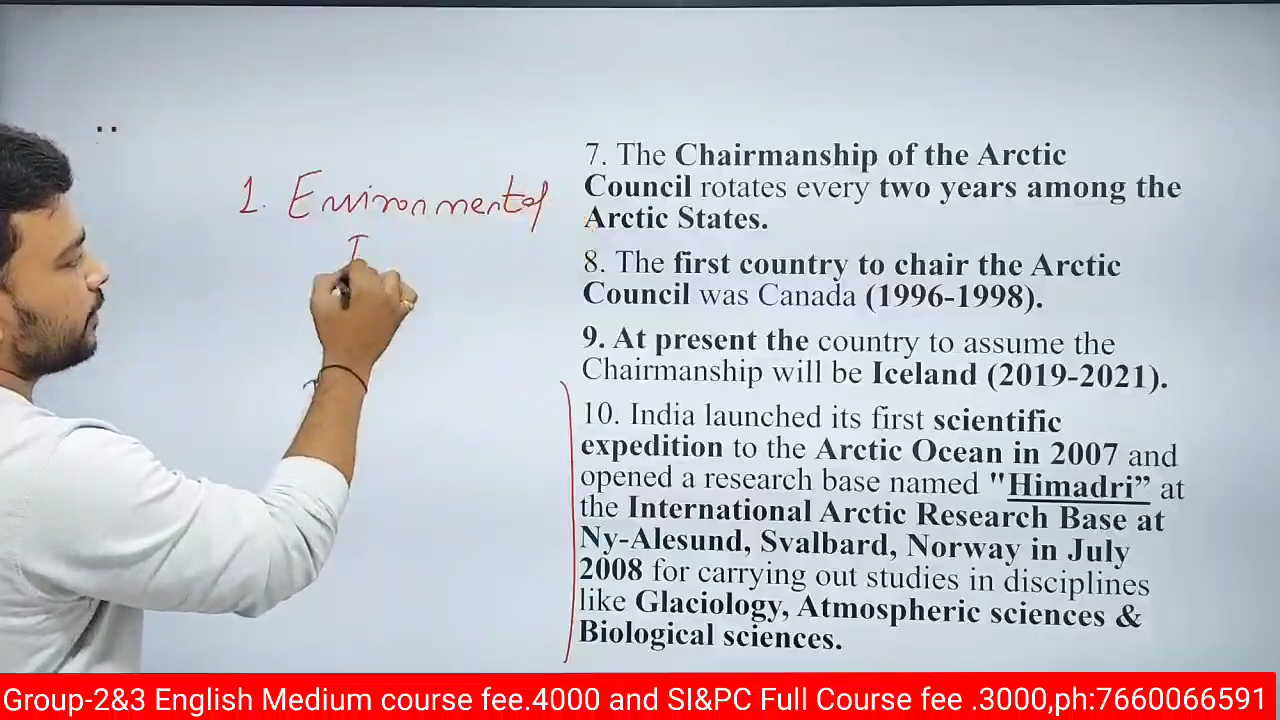 1. Environmental
I
7. The Chairmanship of the Arctic
Council rotates every two years among the
Arctic States.
8. The first country to chair the Arctic
Council was Canada (1996-1998).
9. At present the country to assume the
Chairmanship will be Iceland (2019-2021).
10. India launched its first scientific
expedition to the Arctic Ocean in 2007 and
opened a research base named "Himadri” at
the International Arctic Research Base at
Ny-Alesund, Svalbard, Norway in July
2008 for carrying out studies in disciplines
like Glaciology, Atmospheric sciences &
Biological sciences.
Group-2&3 English Medium course fee.4000 and SI&PC Full Course fee .3000,ph:7660066591